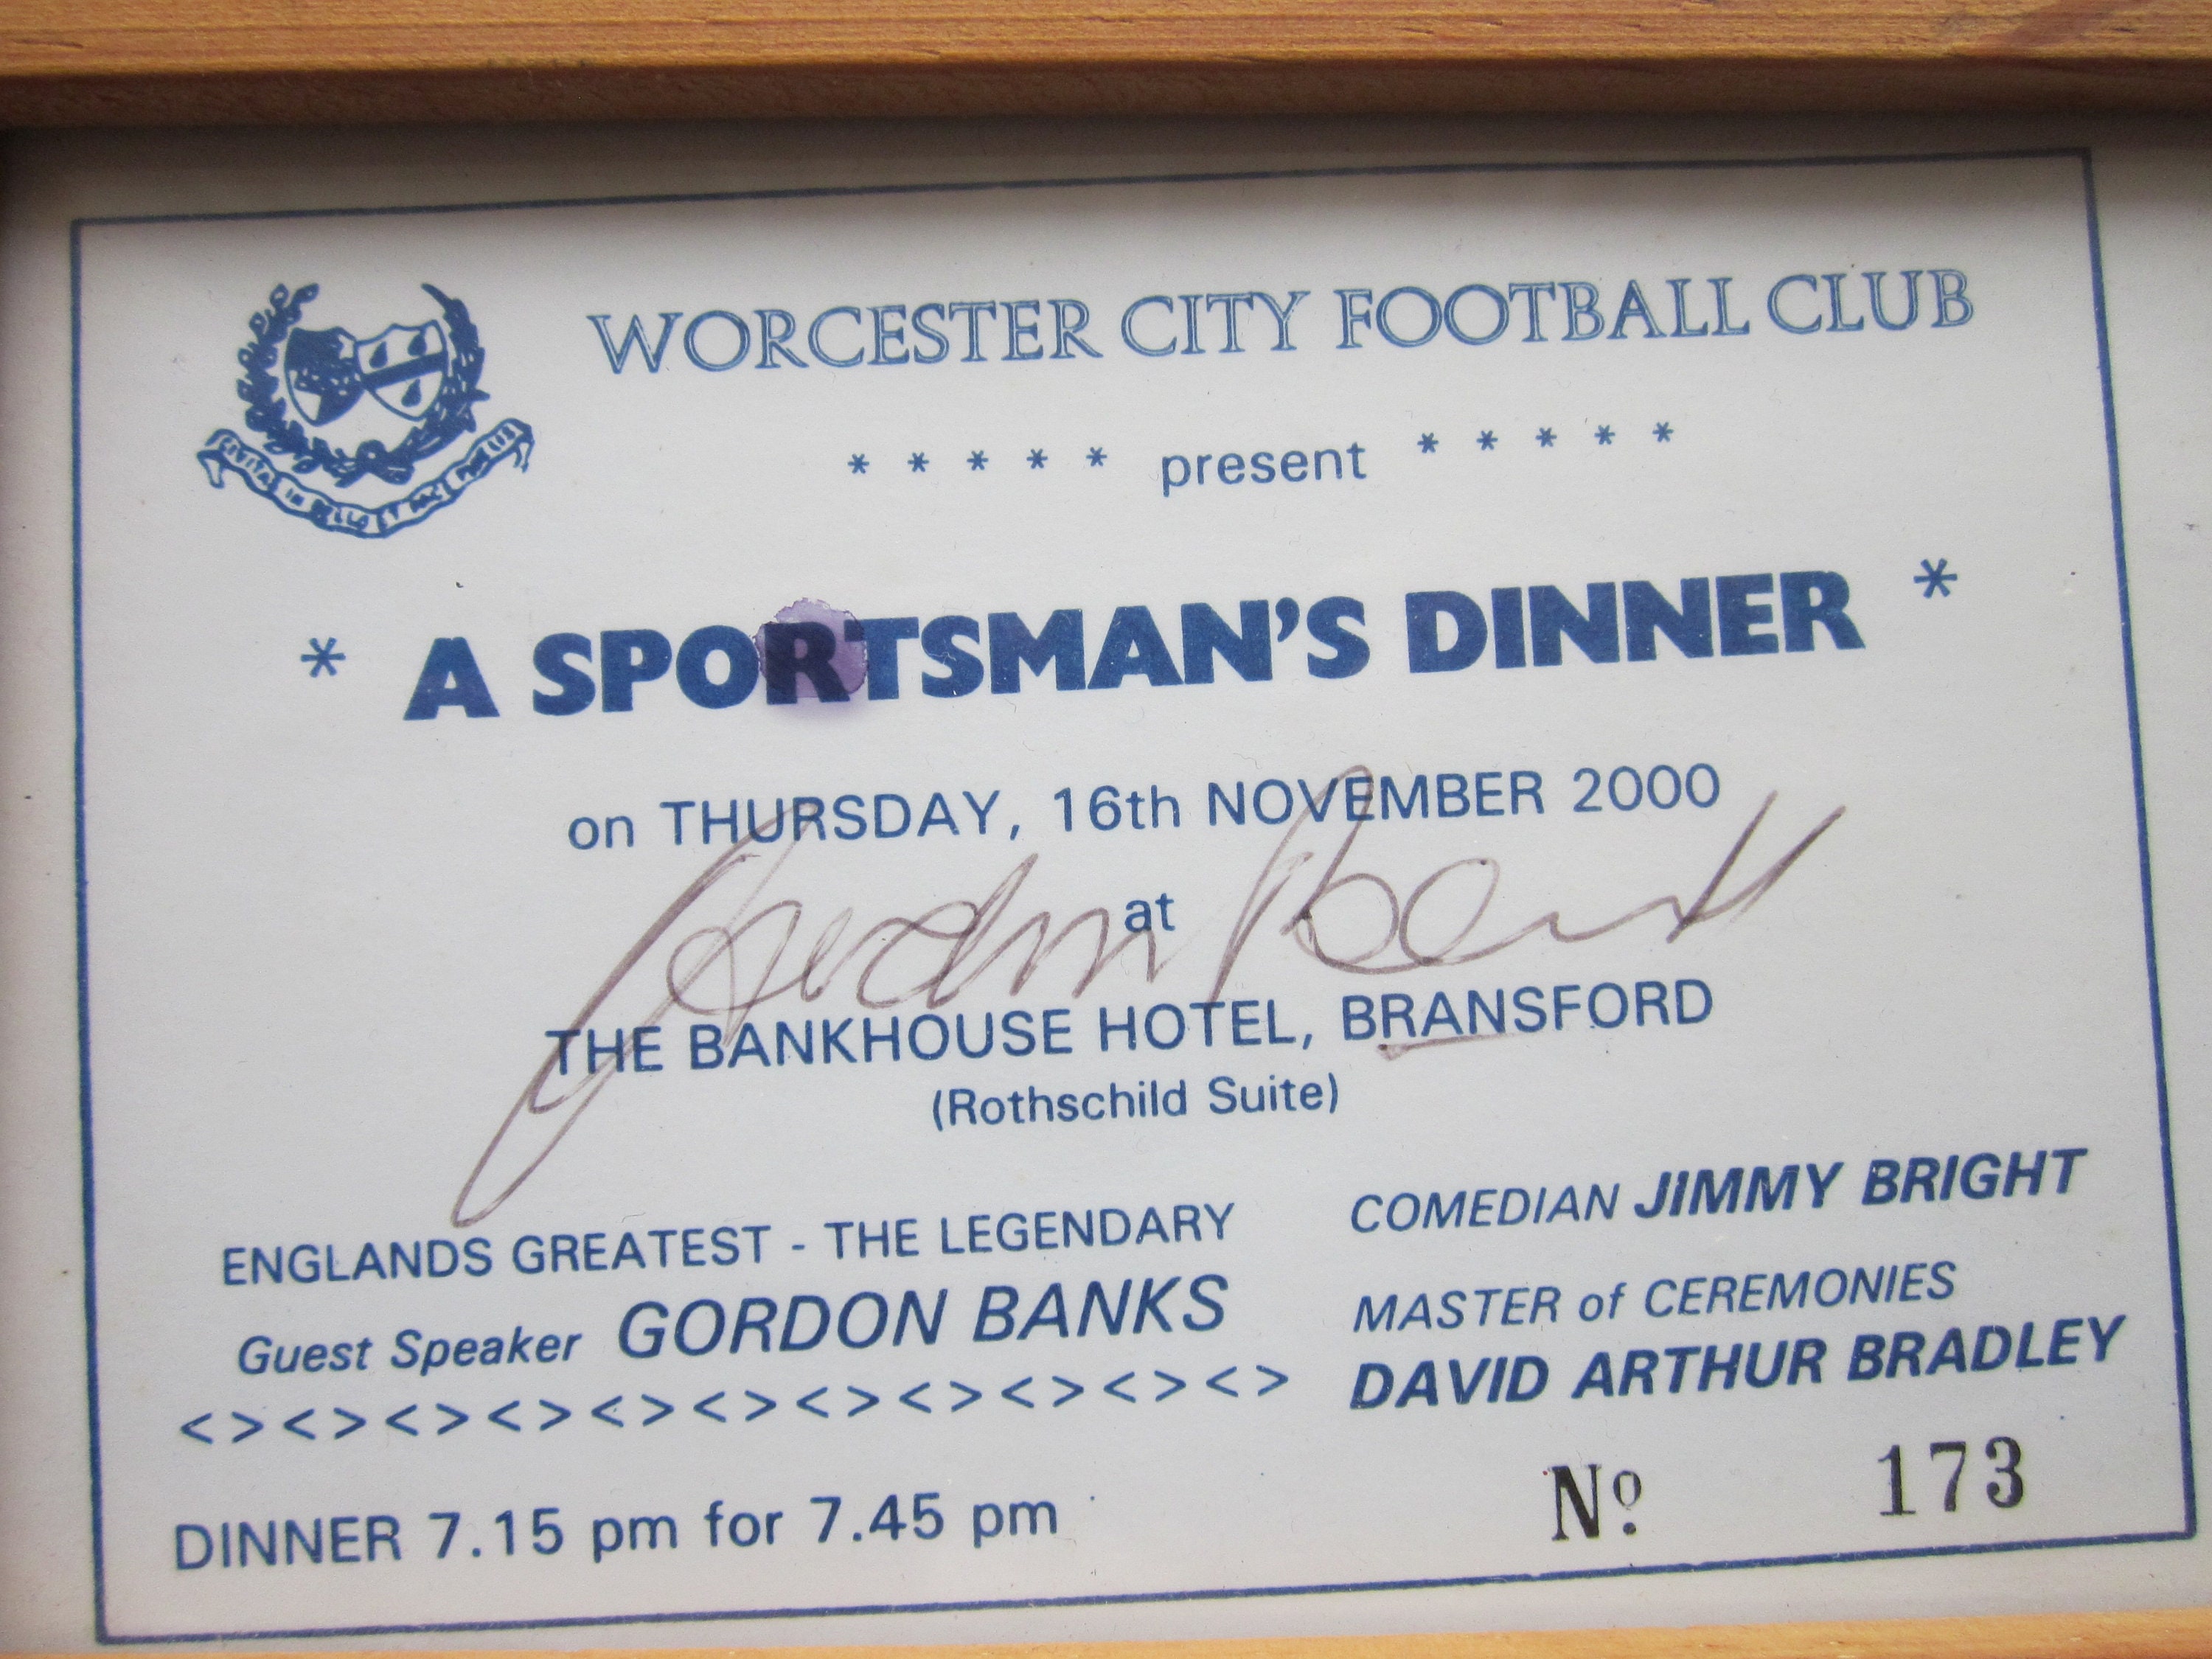 WORCESTER CITY FOOTBALL CLUB
* * * * * present * * * * *
* A SPORTSMAN'S DINNER *
on THURSDAY, 16th NOVEMBER 2000
at
Gordon Banks
THE BANKHOUSE HOTEL, BRANSFORD
(Rothschild Suite)
ENGLANDS GREATEST - THE LEGENDARY
Guest Speaker GORDON BANKS
<><><><><><><><><><><>
COMEDIAN JIMMY BRIGHT
MASTER of CEREMONIES
DAVID ARTHUR BRADLEY
DINNER 7.15 pm for 7.45 pm
Nº 173